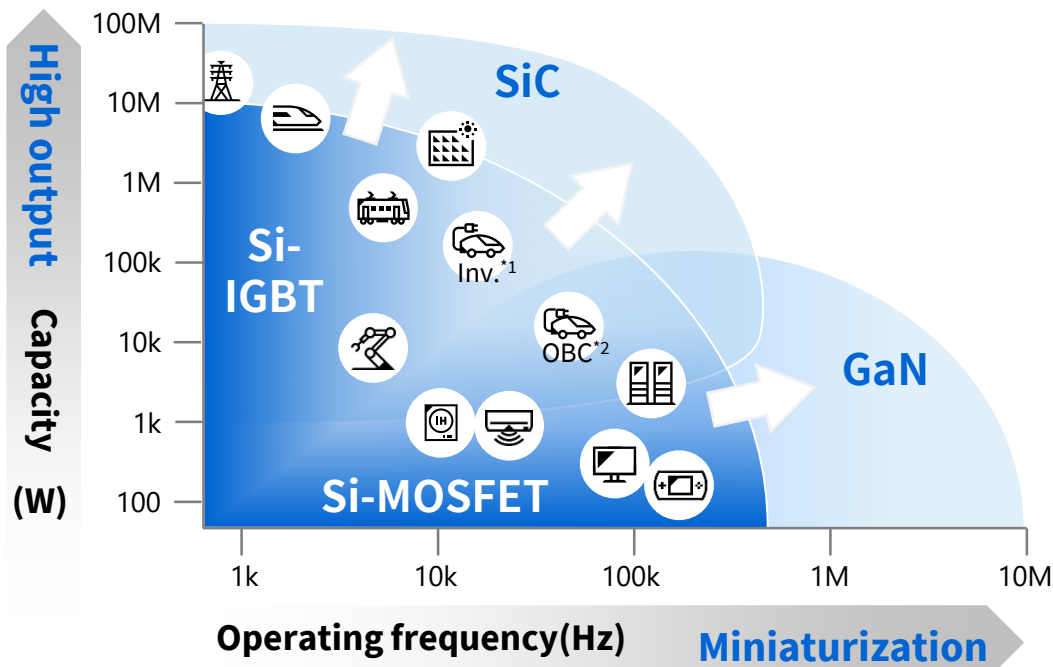 High output
Capacity
(W)
100M
10M
1M
100k
10k
1k
100
SiC
Si-
IGBT
Inv.*1
OBC*2
GaN
IH
Si-MOSFET
1k
10k
100k
1M
10M
Operating frequency(Hz)
Miniaturization